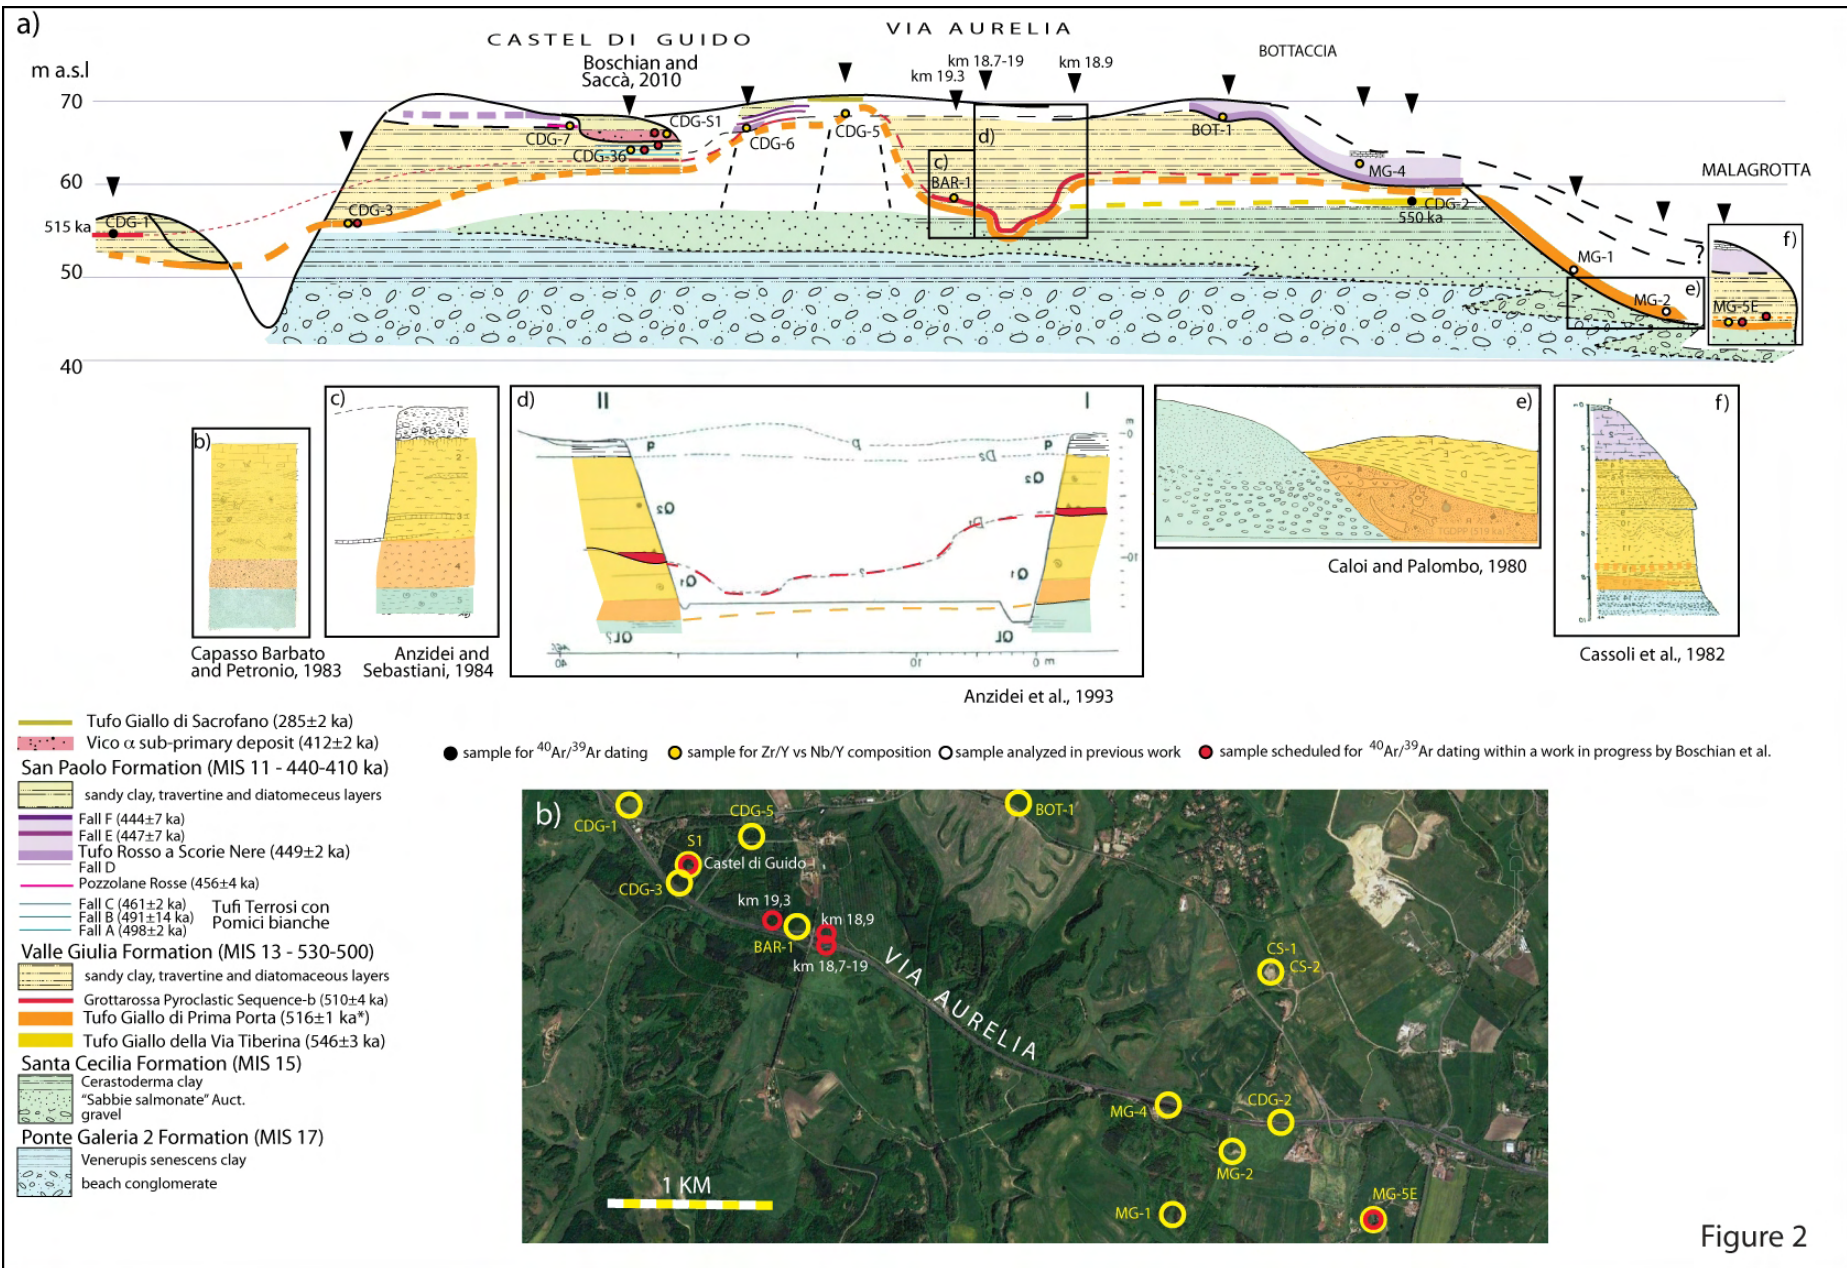 a)
CASTEL DI GUIDO
VIA AURELIA
BOTTACCIA
MALAGROTTA
Boschian and
Saccà, 2010
km 19.3
km 18.7-19
km 18.9
m a.s.l
70
60
50
40
515 ka
CDG-1
CDG-3
CDG-7
CDG-36
CDG-S1
CDG-6
CDG-5
c)
BAR-1
d)
BOT-1
MG-4
CDG-2
550 ka
MG-1
MG-2
e)
?
f)
MG-5E
b)
Capasso Barbato
and Petronio, 1983
c)
1
2
3
4
5
Anzidei and
Sebastiani, 1984
d)
II
I
Anzidei et al., 1993
e)
A
D
Caloi and Palombo, 1980
f)
Cassoli et al., 1982
Tufo Giallo di Sacrofano (285±2 ka)
Vico α sub-primary deposit (412±2 ka)
San Paolo Formation (MIS 11 - 440-410 ka)
sandy clay, travertine and diatomeceus layers
Fall F (444±7 ka)
Fall E (447±7 ka)
Tufo Rosso a Scorie Nere (449±2 ka)
Fall D
Pozzolane Rosse (456±4 ka)
Fall C (461±2 ka)
Fall B (491±14 ka)
Fall A (498±2 ka)
Tufi Terrosi con
Pomici bianche
Valle Giulia Formation (MIS 13 - 530-500)
sandy clay, travertine and diatomaceous layers
Grottarossa Pyroclastic Sequence-b (510±4 ka)
Tufo Giallo di Prima Porta (516±1 ka*)
Tufo Giallo della Via Tiberina (546±3 ka)
Santa Cecilia Formation (MIS 15)
Cerastoderma clay
"Sabbie salmonate" Auct.
gravel
Ponte Galeria 2 Formation (MIS 17)
Venerupis senescens clay
beach conglomerate
sample for 40Ar/39Ar dating
sample for Zr/Y vs Nb/Y composition
sample analyzed in previous work
sample scheduled for 40Ar/39Ar dating within a work in progress by Boschian et al.
b)
CDG-1
CDG-5
BOT-1
S1
Castel di Guido
CDG-3
km 19,3
km 18,9
BAR-1
km 18,7-19
VIA AURELIA
CS-1
CS-2
MG-4
CDG-2
MG-2
MG-1
MG-5E
1 KM
Figure 2